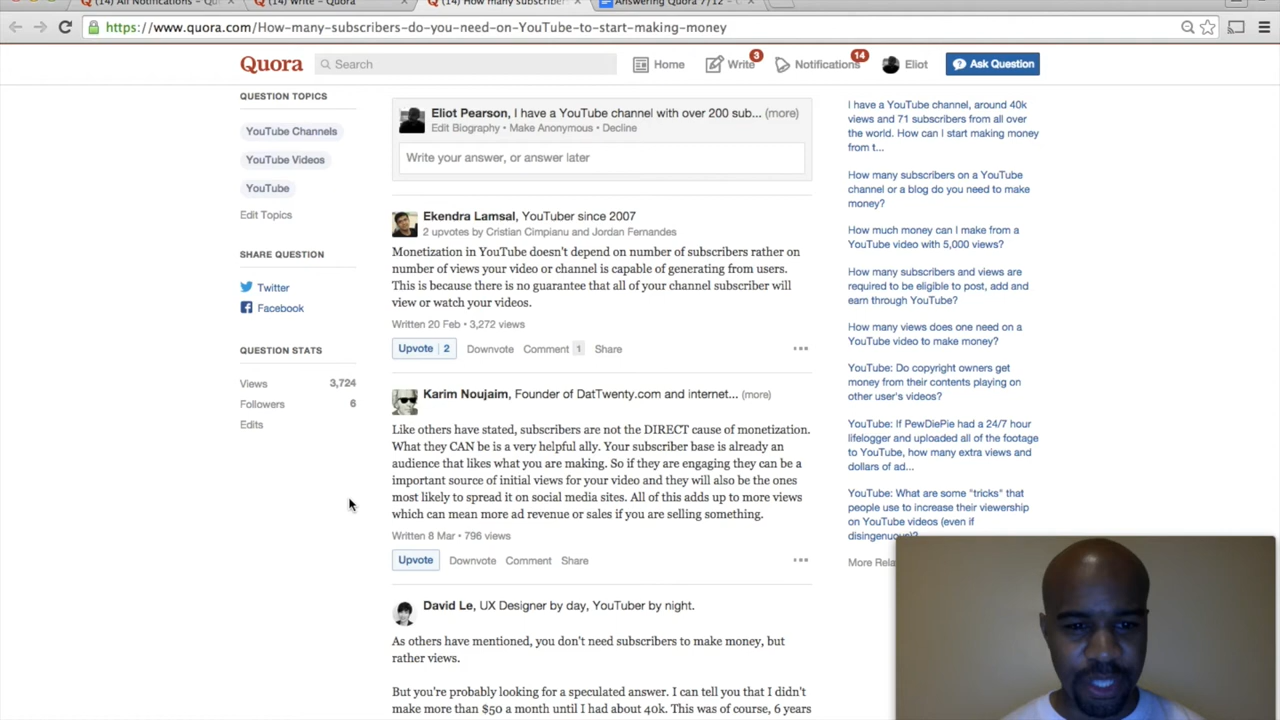 (14) All Notifications - Q
(14) Write - Quora
(14) How many subscribers
Answering Quora 7/12 -
https://www.quora.com/How-many-subscribers-do-you-need-on-YouTube-to-start-making-money
Quora
Search
Home
Write
3
Notifications
14
Eliot
Ask Question
QUESTION TOPICS
YouTube Channels
YouTube Videos
YouTube
Edit Topics
SHARE QUESTION
Twitter
Facebook
QUESTION STATS
Views 3,724
Followers 6
Edits
Eliot Pearson, I have a YouTube channel with over 200 sub... (more)
Edit Biography • Make Anonymous • Decline
Write your answer, or answer later
Ekendra Lamsal, YouTuber since 2007
2 upvotes by Cristian Cimpianu and Jordan Fernandes
Monetization in YouTube doesn't depend on number of subscribers rather on
number of views your video or channel is capable of generating from users.
This is because there is no guarantee that all of your channel subscriber will
view or watch your videos.
Written 20 Feb • 3,272 views
Upvote 2 Downvote Comment 1 Share
Karim Noujaim, Founder of DatTwenty.com and internet... (more)
Like others have stated, subscribers are not the DIRECT cause of monetization.
What they CAN be is a very helpful ally. Your subscriber base is already an
audience that likes what you are making. So if they are engaging they can be a
important source of initial views for your video and they will also be the ones
most likely to spread it on social media sites. All of this adds up to more views
which can mean more ad revenue or sales if you are selling something.
Written 8 Mar • 796 views
Upvote Downvote Comment Share
David Le, UX Designer by day, YouTuber by night.
As others have mentioned, you don't need subscribers to make money, but
rather views.
But you're probably looking for a speculated answer. I can tell you that I didn't
make more than $50 a month until I had about 40k. This was of course, 6 years
I have a YouTube channel, around 40k
views and 71 subscribers from all over
the world. How can I start making money
from t...
How many subscribers on a YouTube
channel or a blog do you need to make
money?
How much money can I make from a
YouTube video with 5,000 views?
How many subscribers and views are
required to be eligible to post, add and
earn through YouTube?
How many views does one need on a
YouTube video to make money?
YouTube: Do copyright owners get
money from their contents playing on
other user's videos?
YouTube: If PewDiePie had a 24/7 hour
lifelogger and uploaded all of the footage
to YouTube, how many extra views and
dollars of ad...
YouTube: What are some "tricks" that
people use to increase their viewership
on YouTube videos (even if
disingenuous)?
More Rela